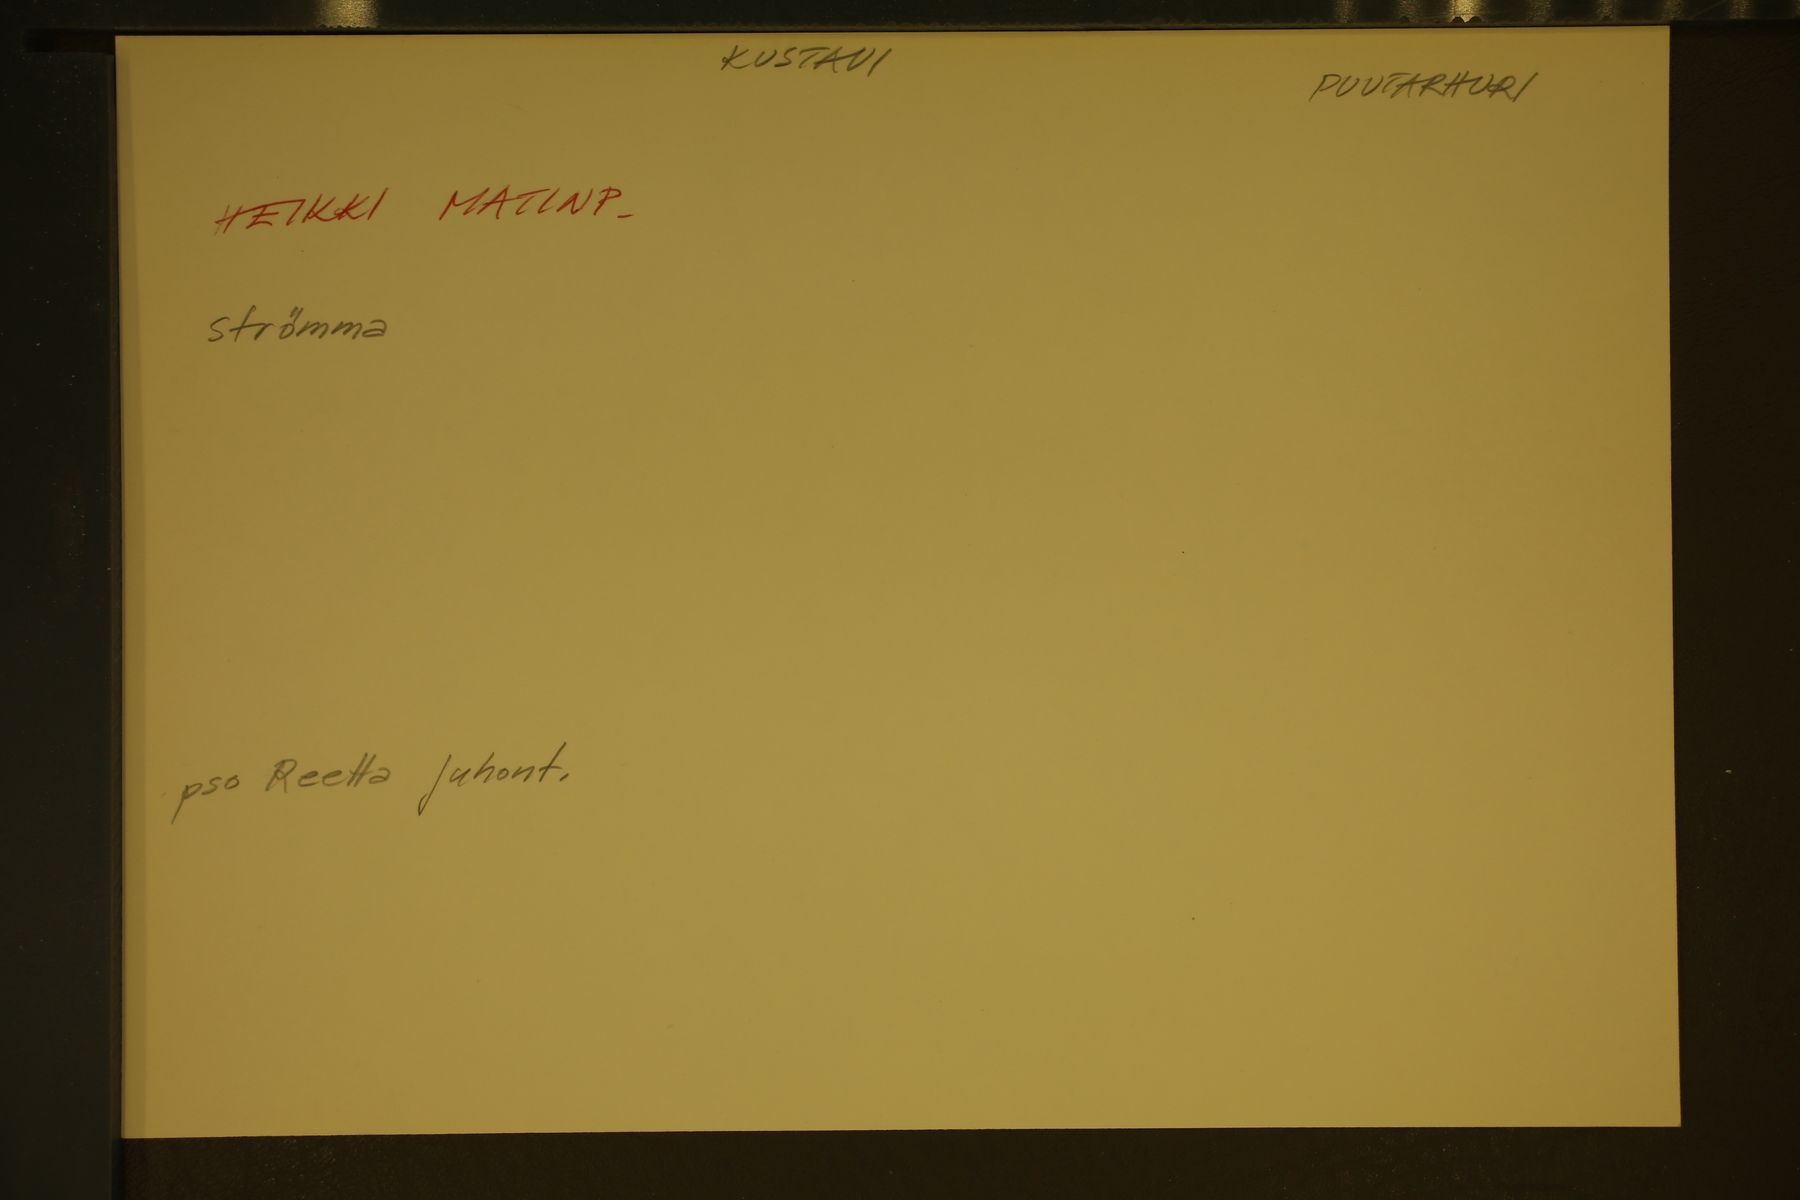 KUSTAVI
PUUTARHURI
HEIKKI MATINP.
Strömma
pso Reetta Juhont.